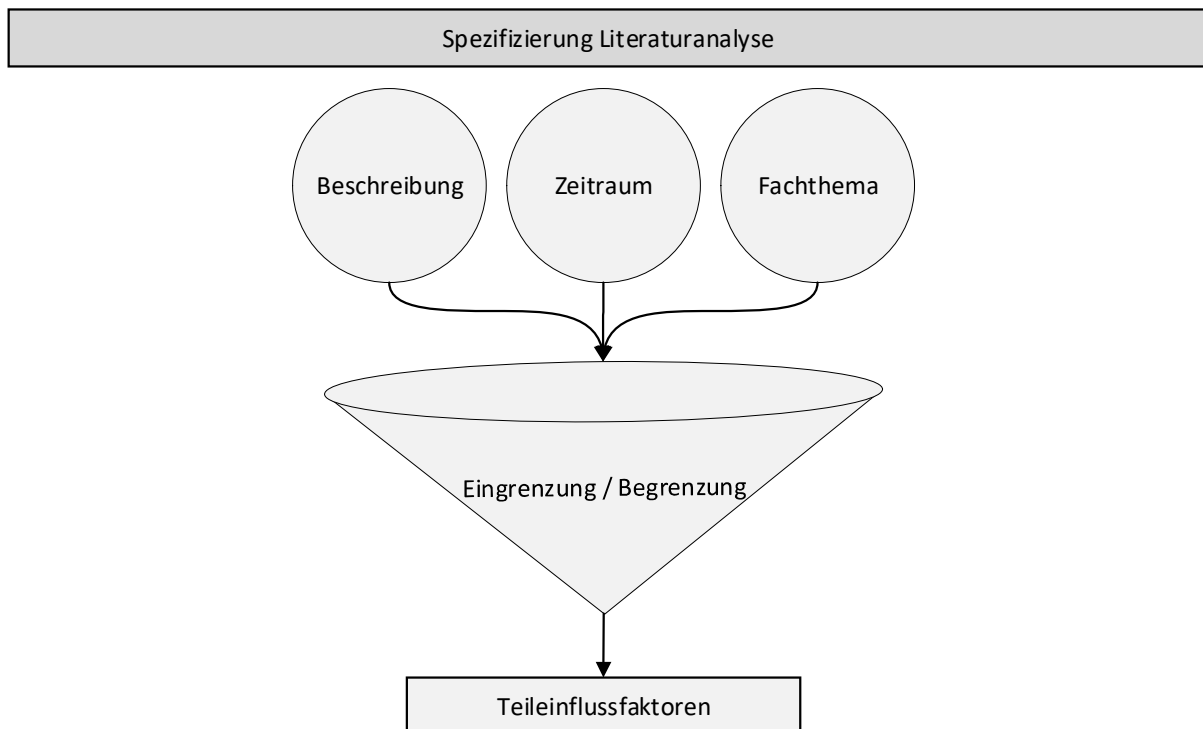 Spezifizierung Literaturanalyse
Beschreibung
Zeitraum
Fachthema
Eingrenzung / Begrenzung
Teileinflussfaktoren